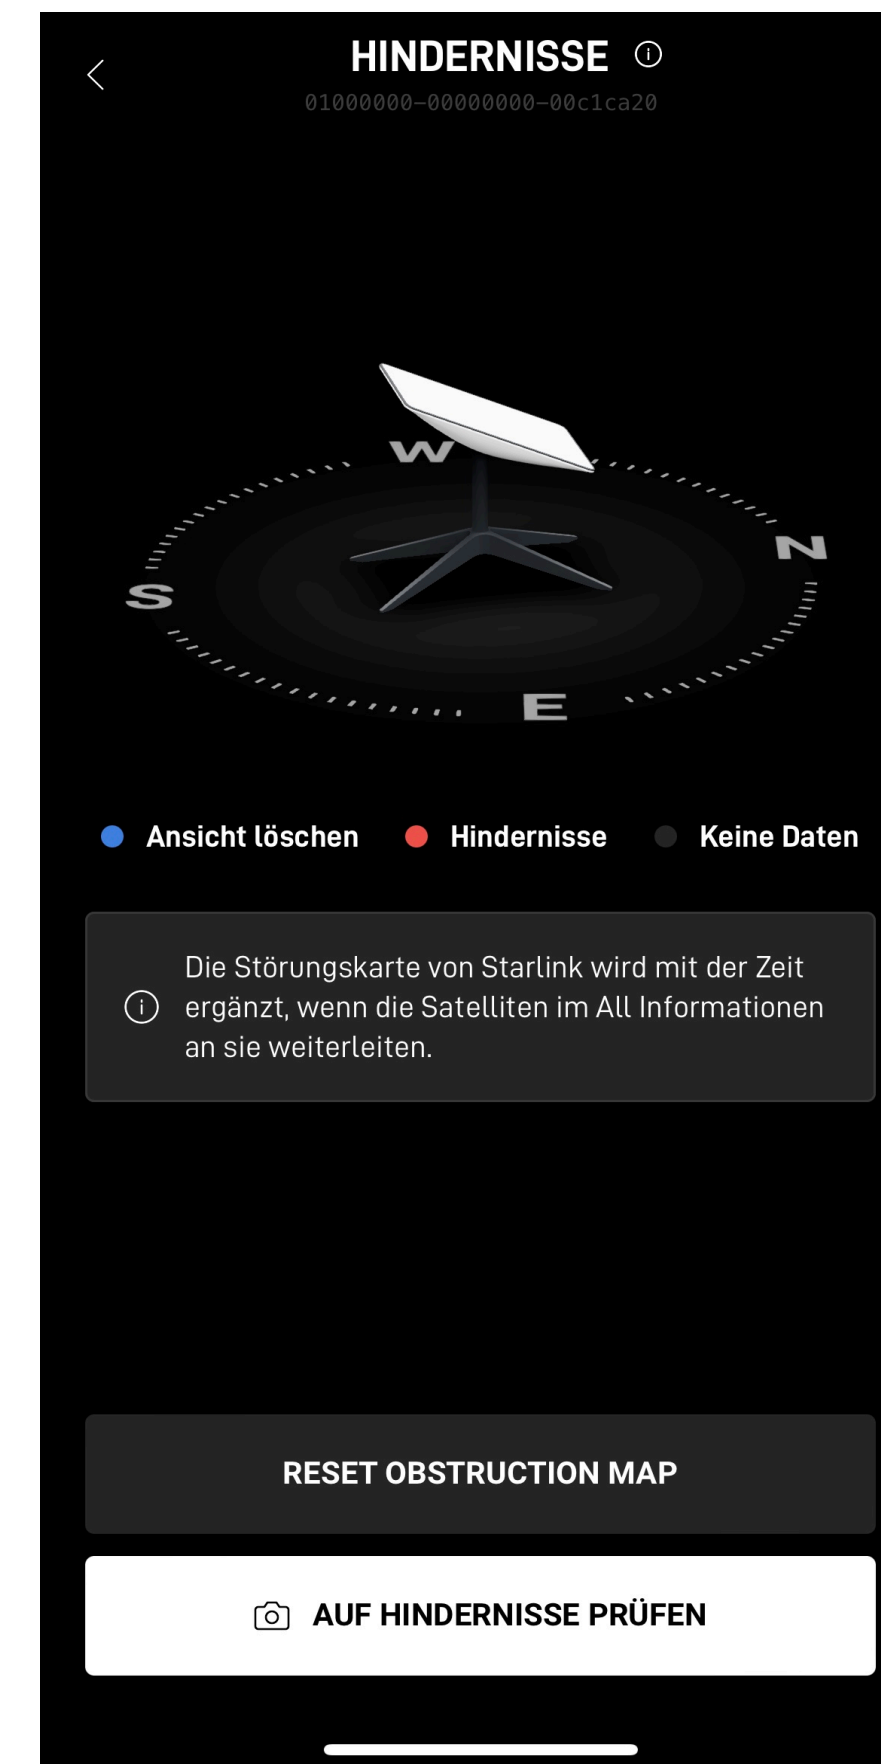 HINDERNISSE
01000000-00000000-00c1ca20
W
N
S
E
Ansicht löschen
Hindernisse
Keine Daten
Die Störungskarte von Starlink wird mit der Zeit
ergänzt, wenn die Satelliten im All Informationen
an sie weiterleiten.
RESET OBSTRUCTION MAP
AUF HINDERNISSE PRÜFEN